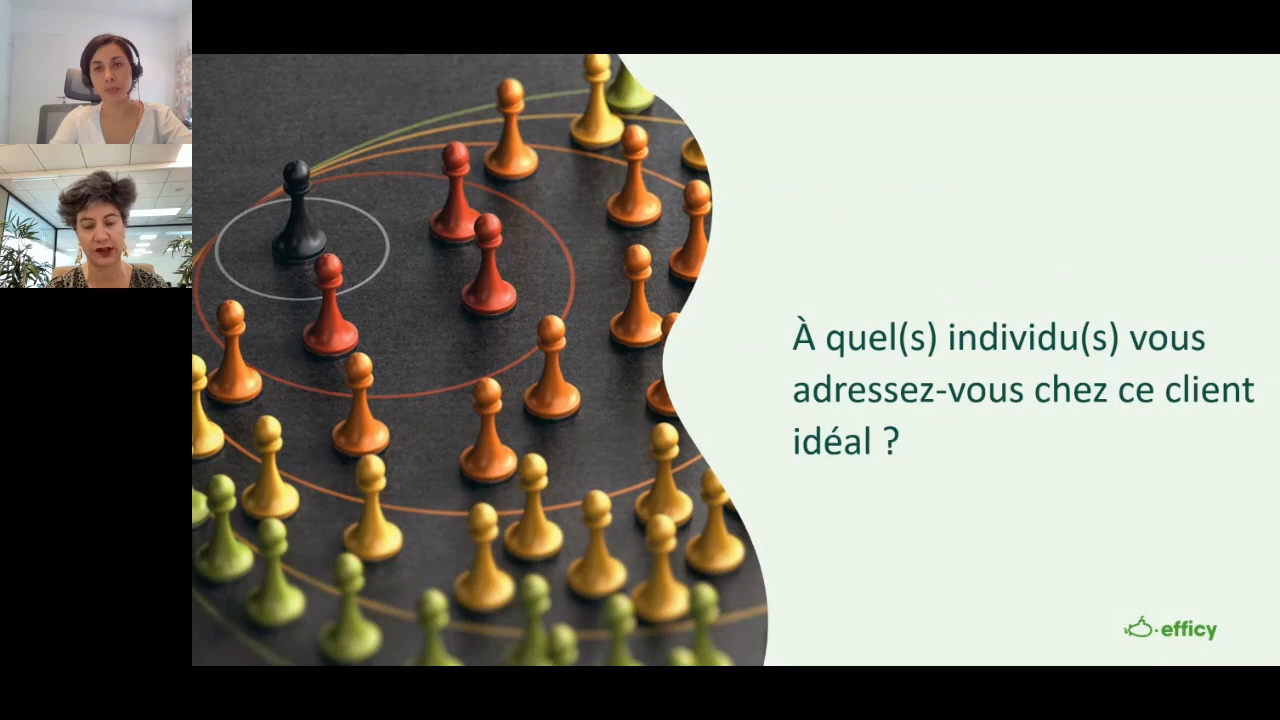 À quel(s) individu(s) vous
adressez-vous chez ce client
idéal ?
efficy